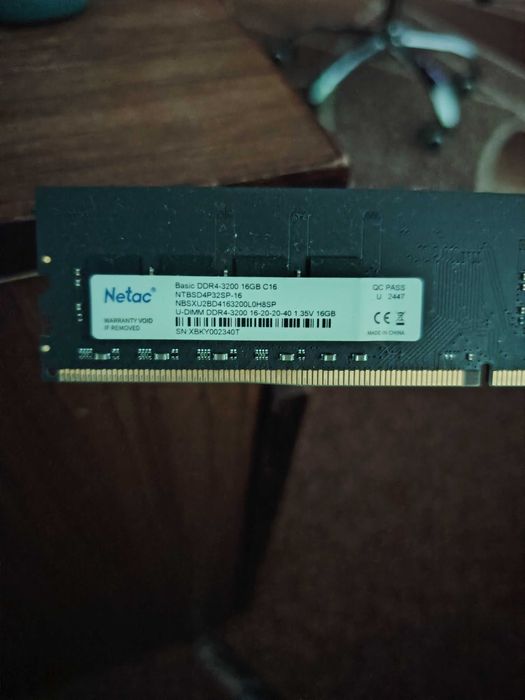 Netac
WARRANTY VOID
IF REMOVED
Basic DDR4-3200 16GB C16
NTBSD4P32SP-16
NBSXU2BD4163200L0H8SP
U-DIMM DDR4-3200 16-20-20-40 1.35V 16GB
SN:XBKY002340T
QC PASS
U 2447
CE
MADE IN CHINA